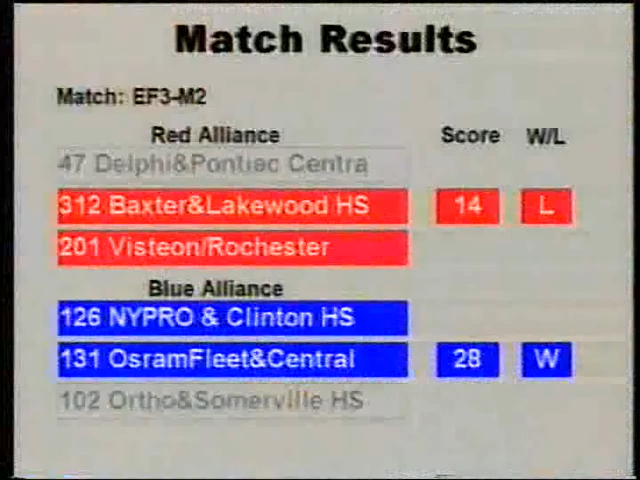 Match Results
Match: EF3-M2
Red Alliance Score W/L
47 Delphi&Pontiac Centra
312 Baxter&Lakewood HS 14 L
201 Visteon/Rochester
Blue Alliance
126 NYPRO & Clinton HS
131 OsramFleet&Central 28 W
102 Ortho&Somerville HS